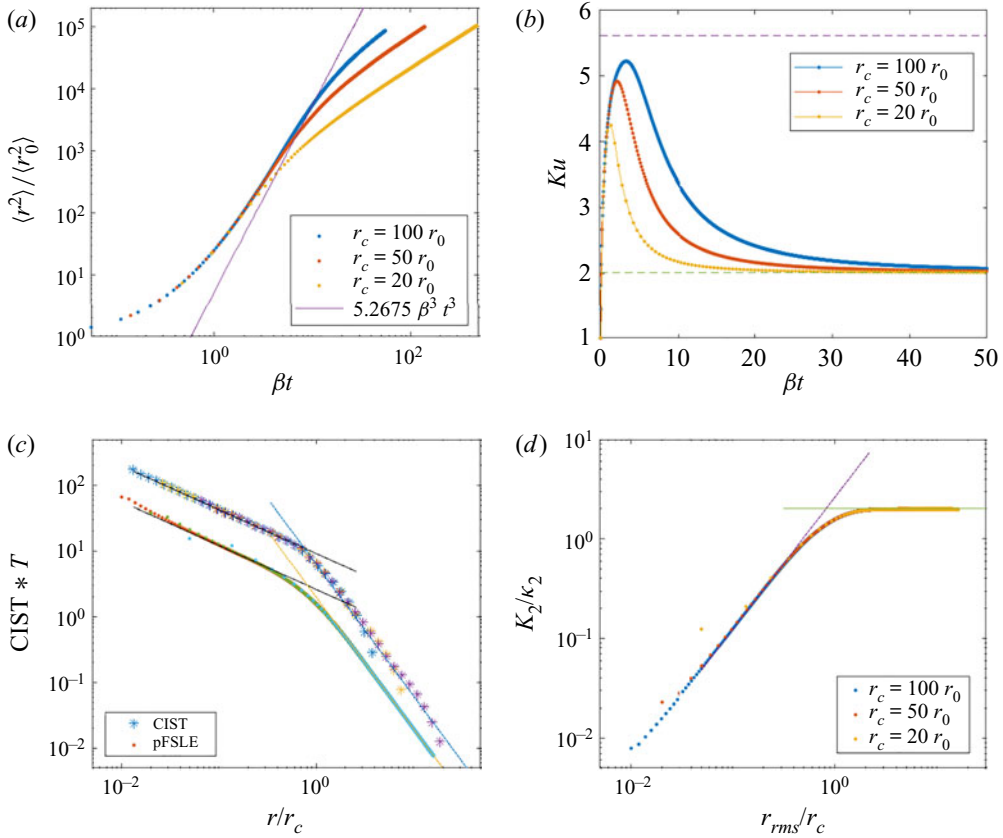 (a)
10^5
10^4
10^3
10^2
10^1
10^0
⟨r^2⟩/⟨r_0^2⟩
r_c = 100 r_0
r_c = 50 r_0
r_c = 20 r_0
5.2675 β^3 t^3
10^0
10^2
βt
(b)
6
5
4
3
2
1
Ku
r_c = 100 r_0
r_c = 50 r_0
r_c = 20 r_0
0
10
20
30
40
50
βt
(c)
10^2
10^1
10^0
10^−1
10^−2
CIST * T
CIST
pFSLE
10^−2
10^0
r/r_c
(d)
10^1
10^0
10^−1
10^−2
K_2/κ_2
r_c = 100 r_0
r_c = 50 r_0
r_c = 20 r_0
10^−2
10^0
r_rms/r_c